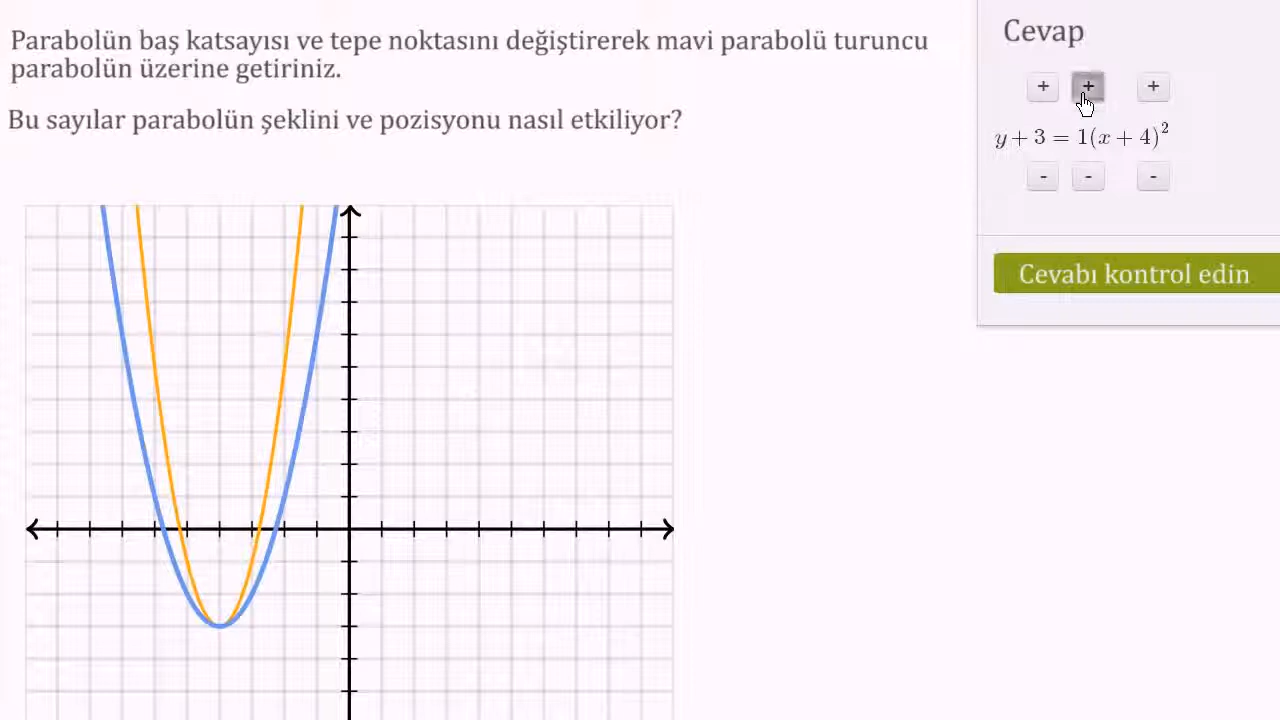 Parabolün baş katsayısı ve tepe noktasını değiştirerek mavi parabolü turuncu
parabolün üzerine getiriniz.
Bu sayılar parabolün şeklini ve pozisyonu nasıl etkiliyor?
Cevap
+ + +
y + 3 = 1(x + 4)²
- - -
Cevabı kontrol edin